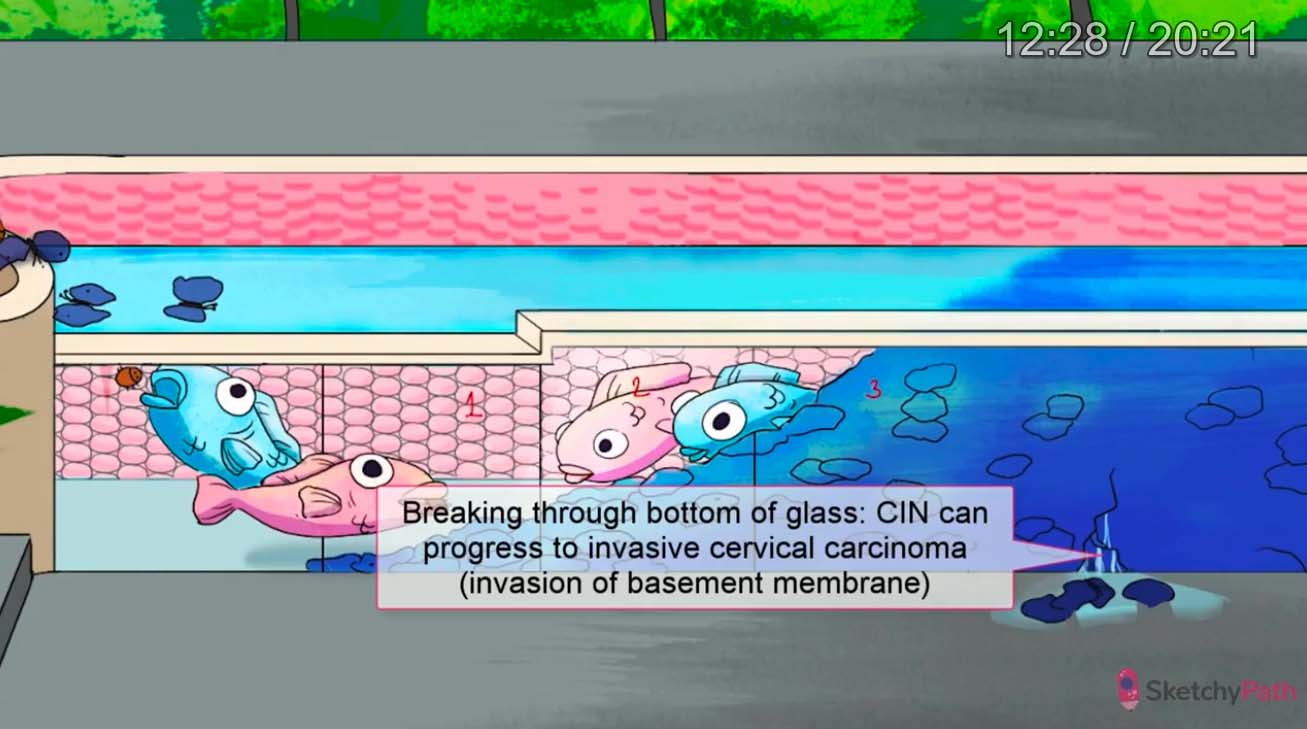 12:28 / 20:21
1
2
3
Breaking through bottom of glass: CIN can
progress to invasive cervical carcinoma
(invasion of basement membrane)
SketchyPath